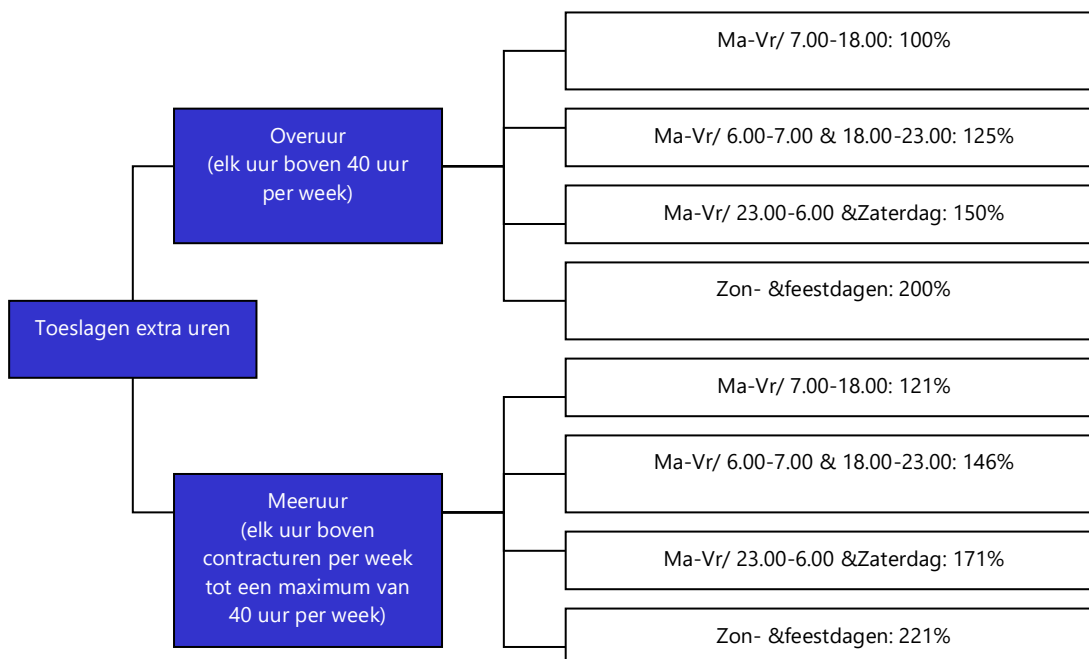 Toeslagen extra uren
Overuur
(elk uur boven 40 uur
per week)
Ma-Vr/ 7.00-18.00: 100%
Ma-Vr/ 6.00-7.00 & 18.00-23.00: 125%
Ma-Vr/ 23.00-6.00 &Zaterdag: 150%
Zon- &feestdagen: 200%
Meeruur
(elk uur boven
contracturen per week
tot een maximum van
40 uur per week)
Ma-Vr/ 7.00-18.00: 121%
Ma-Vr/ 6.00-7.00 & 18.00-23.00: 146%
Ma-Vr/ 23.00-6.00 &Zaterdag: 171%
Zon- &feestdagen: 221%